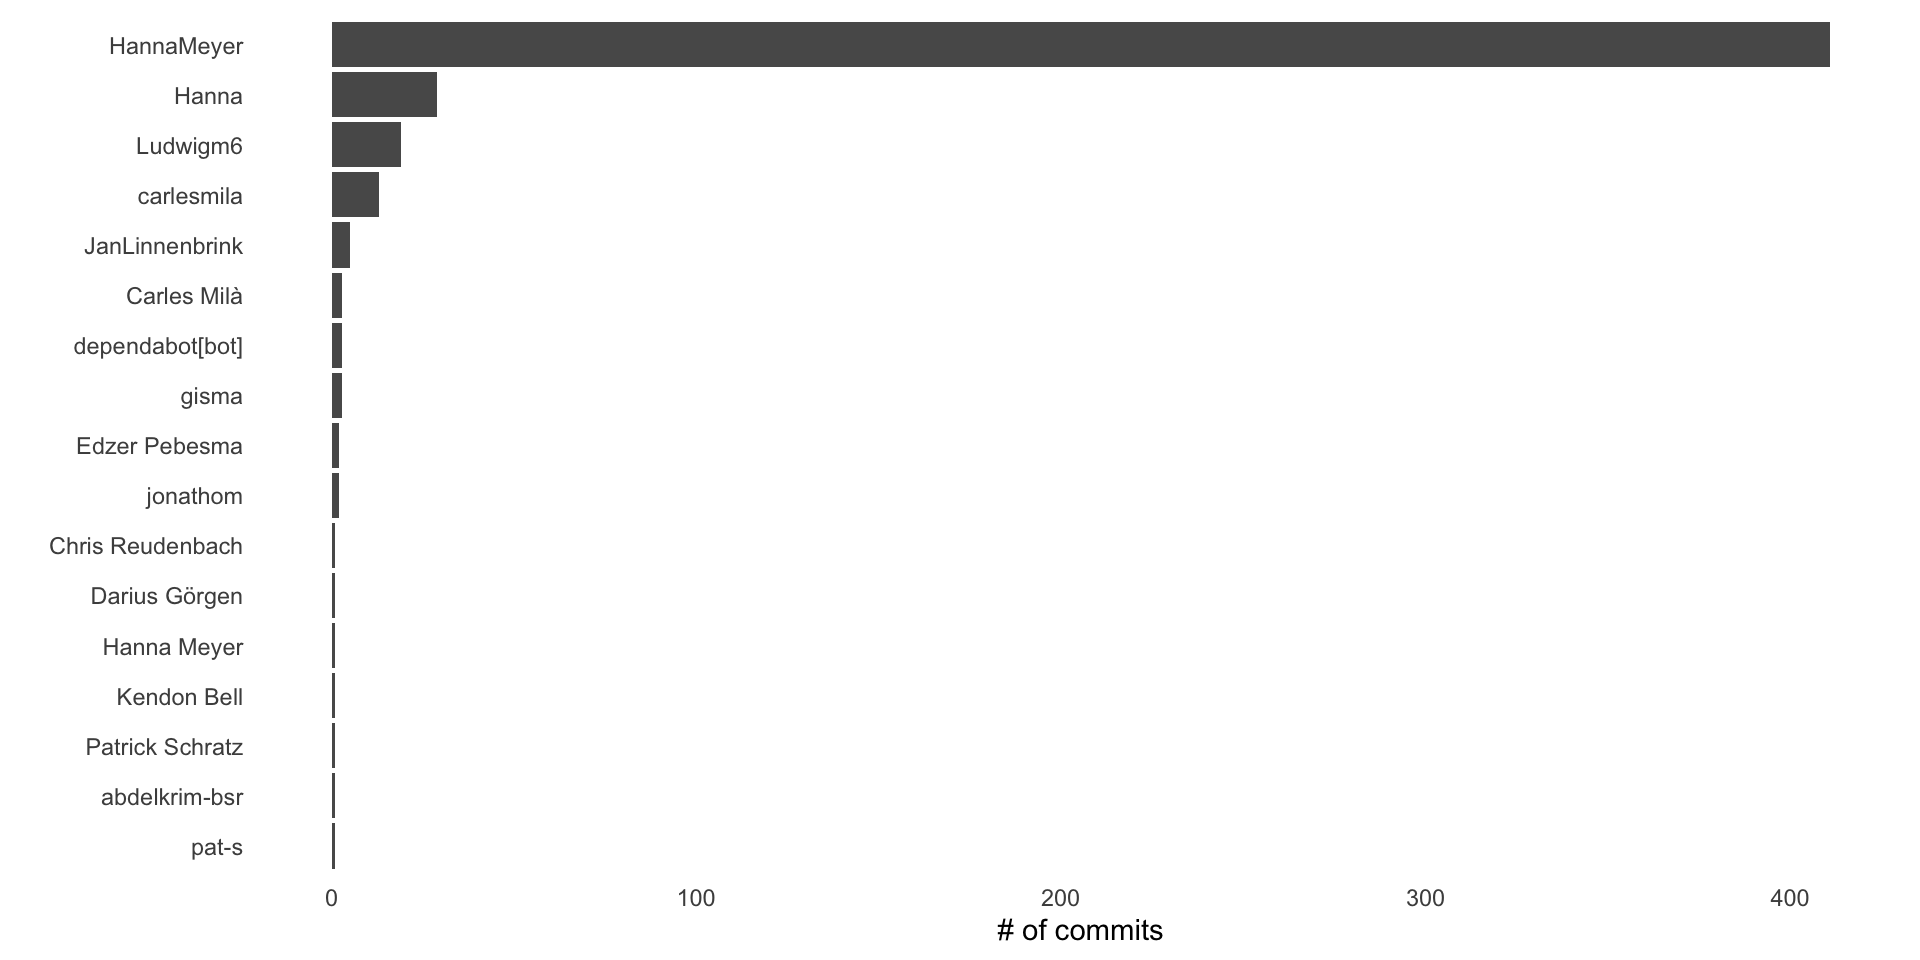 HannaMeyer
Hanna
Ludwigm6
carlesmila
JanLinnenbrink
Carles Milà
dependabot[bot]
gisma
Edzer Pebesma
jonathom
Chris Reudenbach
Darius Görgen
Hanna Meyer
Kendon Bell
Patrick Schratz
abdelkrim-bsr
pat-s
0 100 200 300 400
# of commits